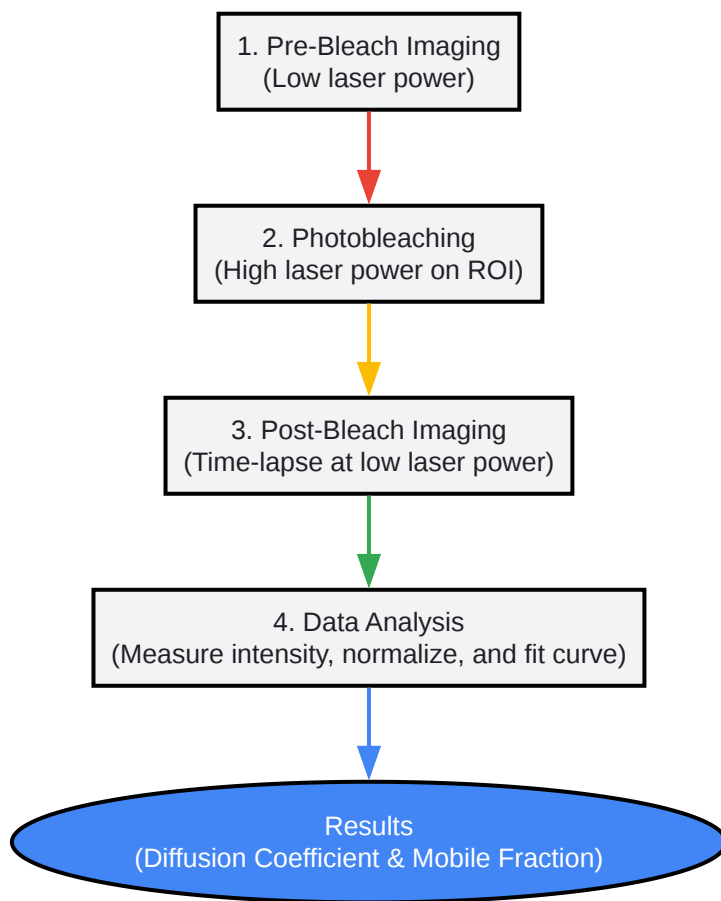 1. Pre-Bleach Imaging
(Low laser power)
2. Photobleaching
(High laser power on ROI)
3. Post-Bleach Imaging
(Time-lapse at low laser power)
4. Data Analysis
(Measure intensity, normalize, and fit curve)
Results
(Diffusion Coefficient & Mobile Fraction)